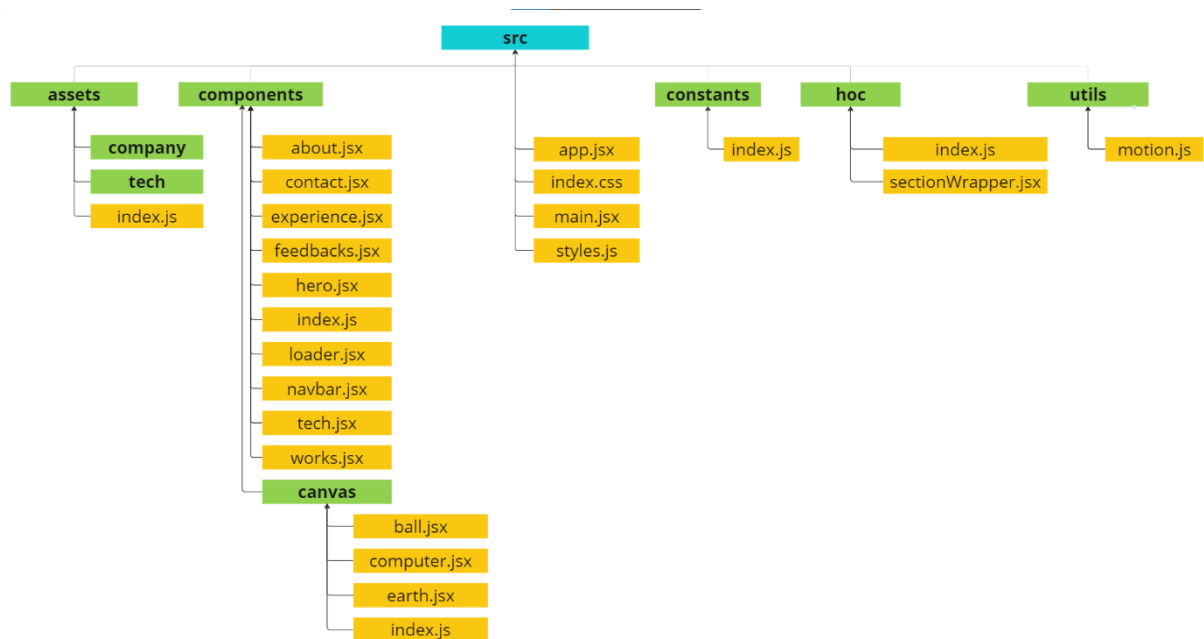 src
assets
company
tech
index.js
components
about.jsx
contact.jsx
experience.jsx
feedbacks.jsx
hero.jsx
index.js
loader.jsx
navbar.jsx
tech.jsx
works.jsx
canvas
ball.jsx
computer.jsx
earth.jsx
index.js
app.jsx
index.css
main.jsx
styles.js
constants
index.js
hoc
index.js
sectionWrapper.jsx
utils
motion.js